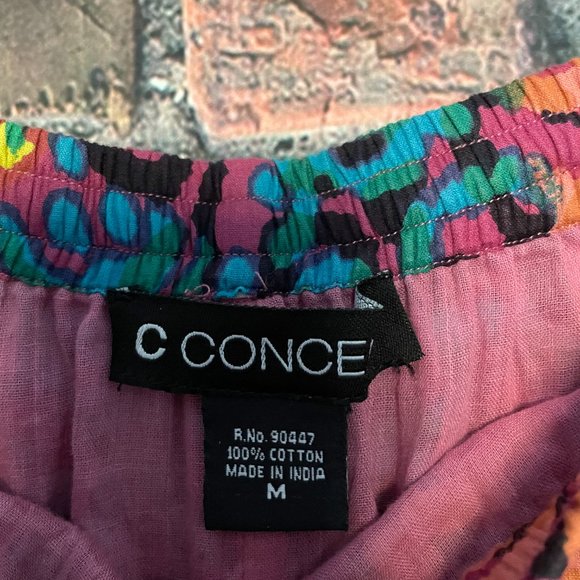 C CONCE
R.No. 90447
100% COTTON
MADE IN INDIA
M